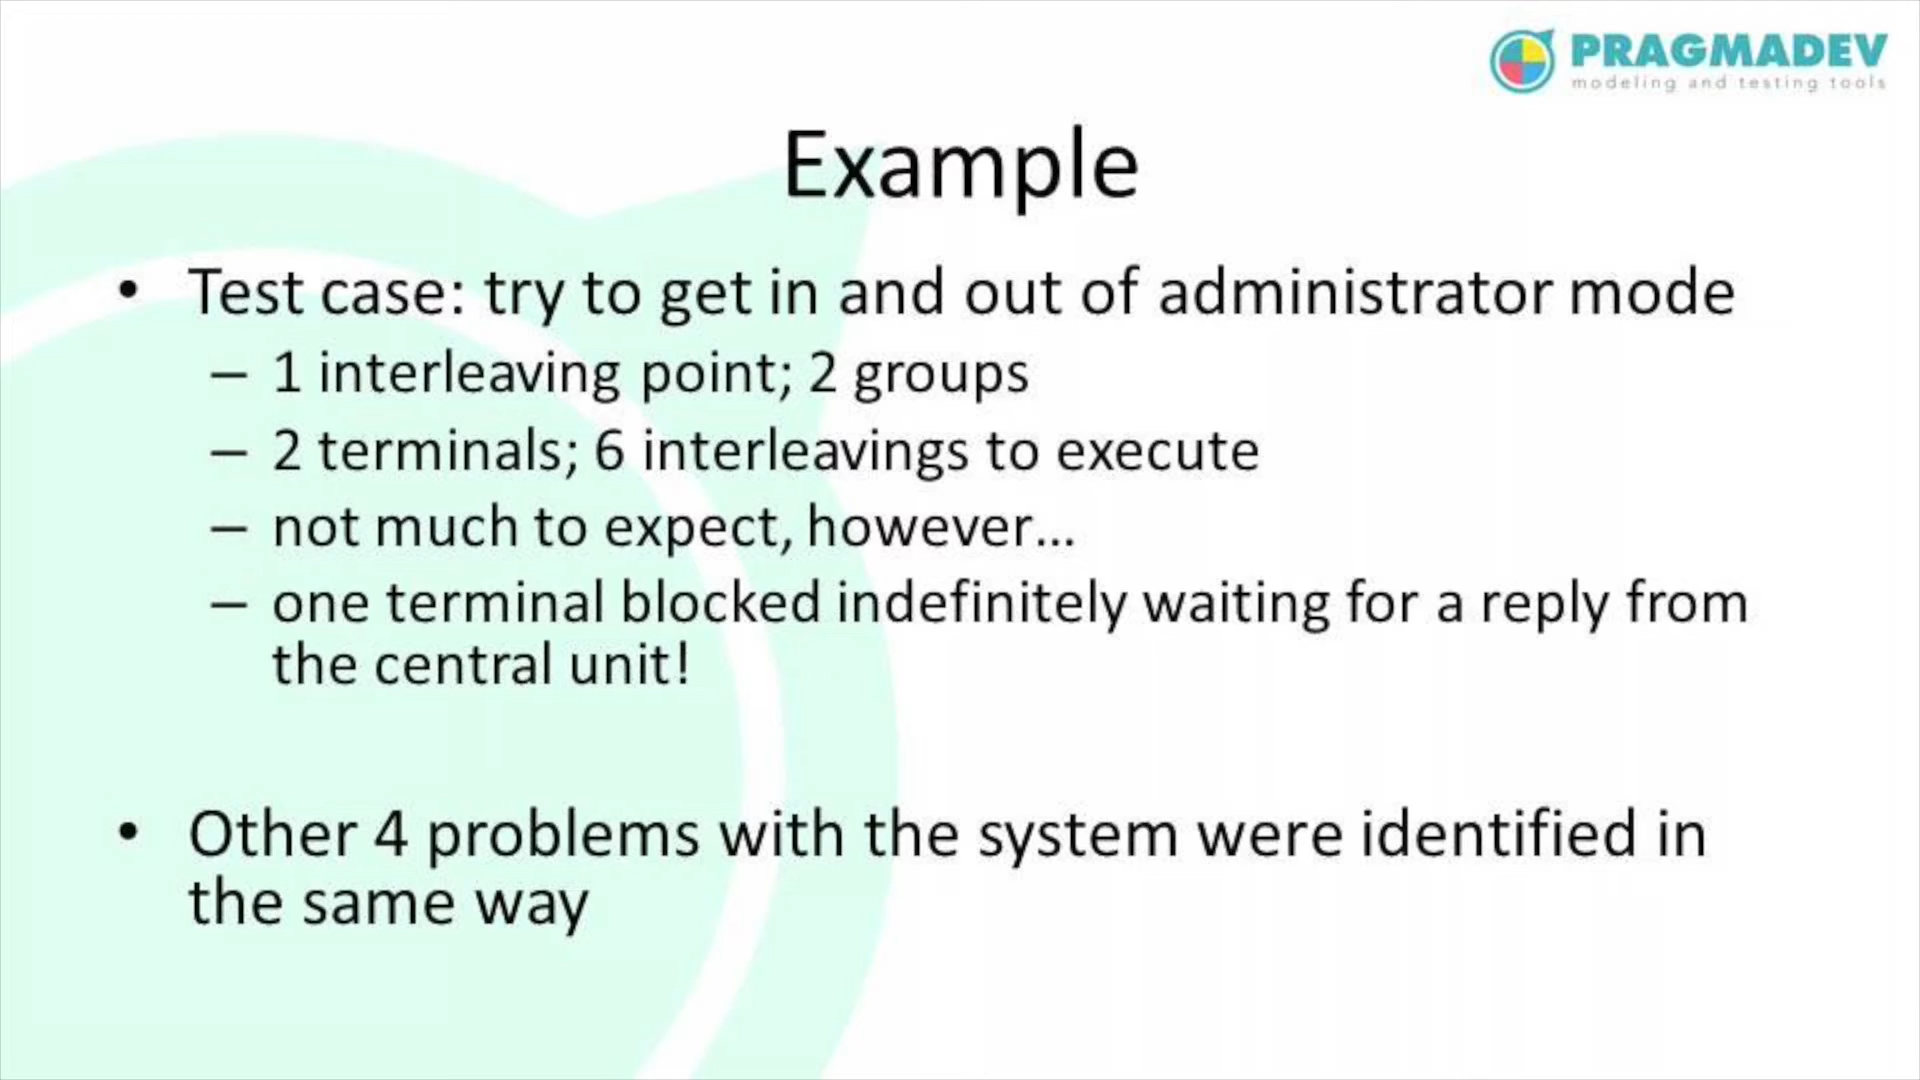 PRAGMADEV
modeling and testing tools
Example
• Test case: try to get in and out of administrator mode
– 1 interleaving point; 2 groups
– 2 terminals; 6 interleavings to execute
– not much to expect, however...
– one terminal blocked indefinitely waiting for a reply from
the central unit!
• Other 4 problems with the system were identified in
the same way